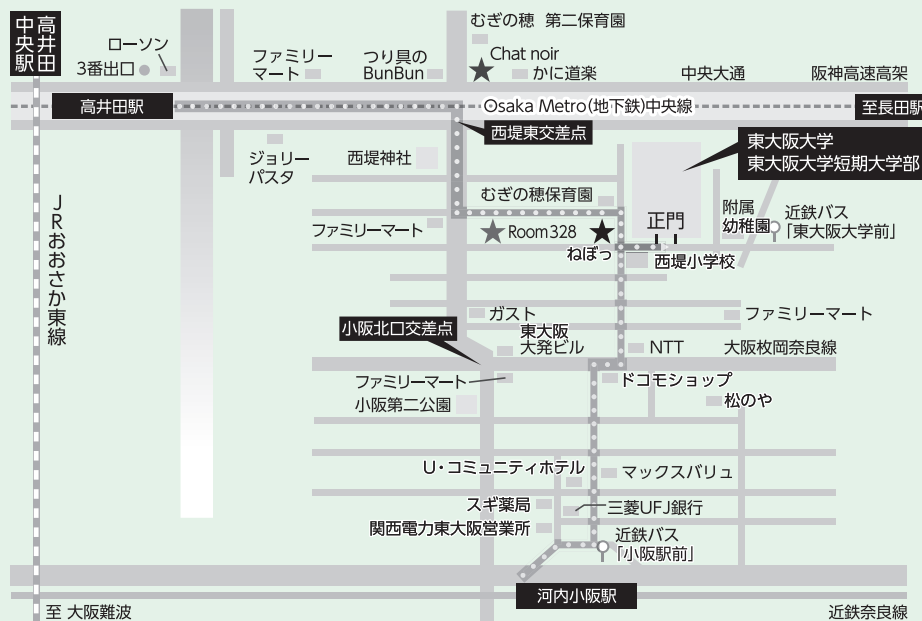 高井田
中央駅
ローソン
3番出口
ファミリー
マート
つり具の
BunBun
むぎの穂 第二保育園
Chat noir
かに道楽
中央大通
阪神高速高架
高井田駅
Osaka Metro(地下鉄)中央線
至長田駅
西堤東交差点
東大阪大学
東大阪大学短期大学部
ジョリー
パスタ
西堤神社
むぎの穂保育園
正門
附属
幼稚園
近鉄バス
「東大阪大学前」
ファミリーマート
Room328
ねぼっ
西堤小学校
JRおおさか東線
ガスト
ファミリーマート
小阪北口交差点
東大阪
大発ビル
NTT
大阪枚岡奈良線
ファミリーマート
ドコモショップ
小阪第二公園
松のや
U・コミュニティホテル
マックスバリュ
スギ薬局
三菱UFJ銀行
関西電力東大阪営業所
近鉄バス
「小阪駅前」
河内小阪駅
至 大阪難波
近鉄奈良線